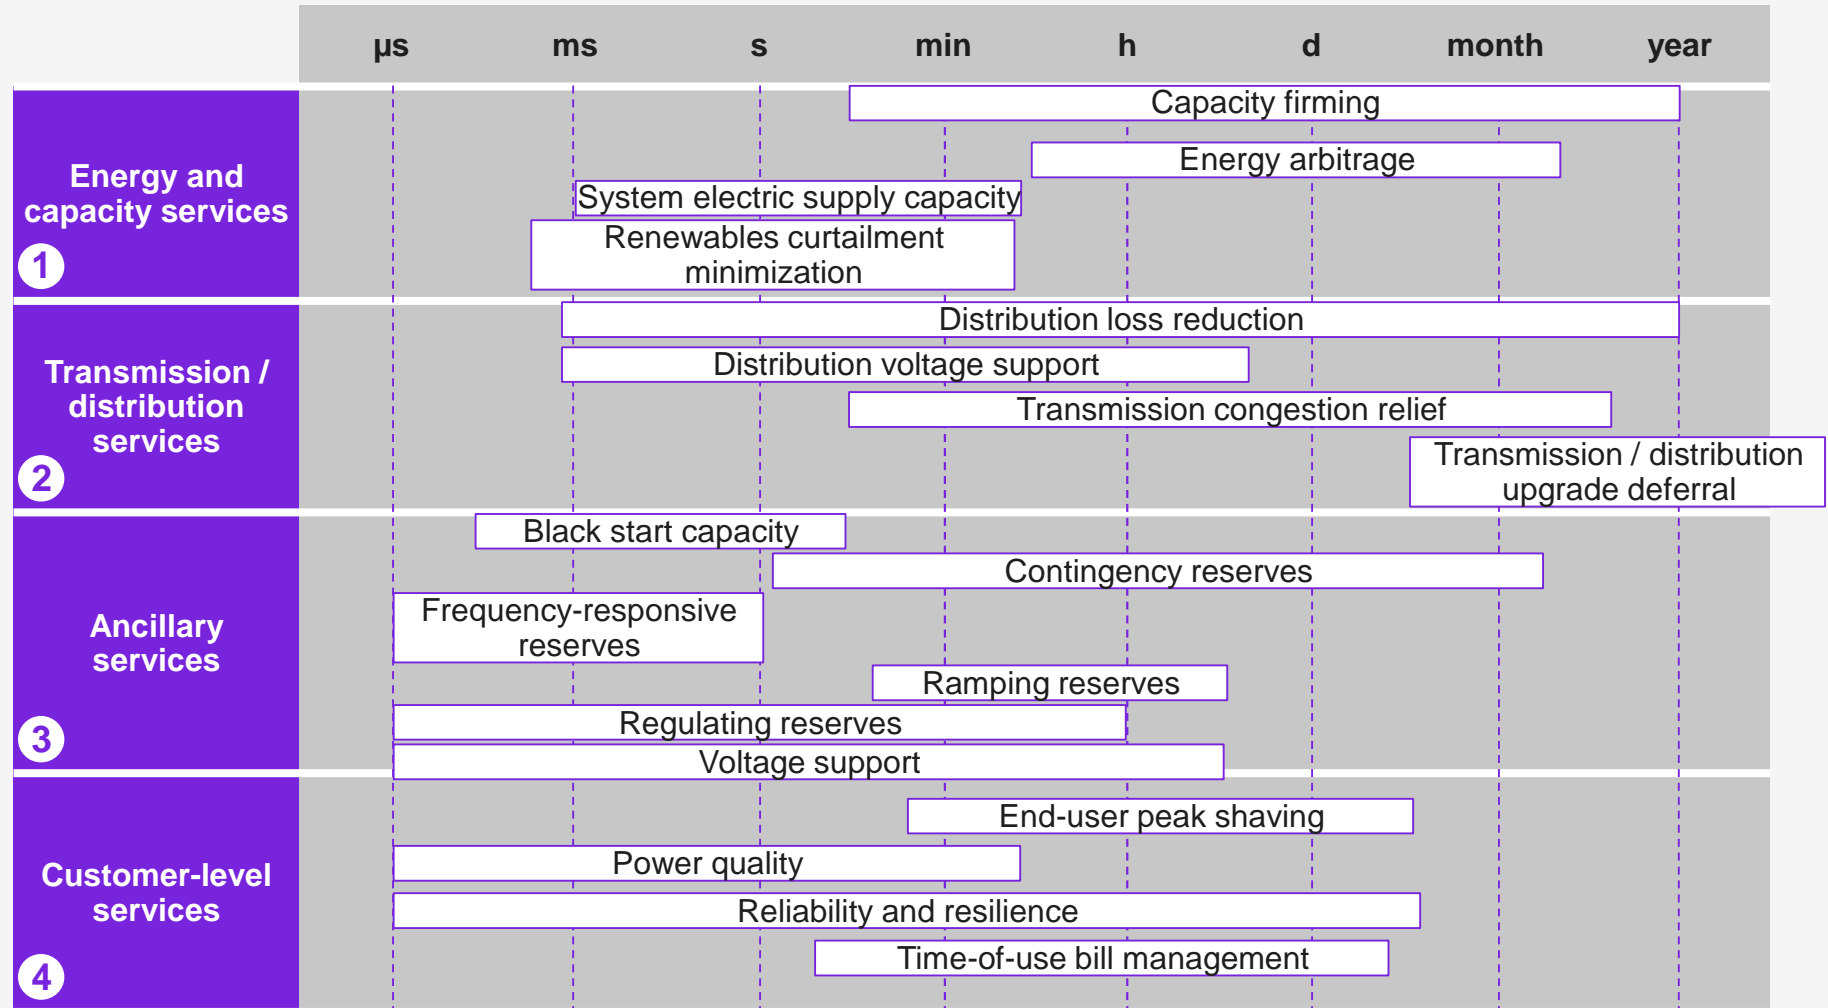 µs ms s min h d month year
Energy and
capacity services
1
Capacity firming
Energy arbitrage
System electric supply capacity
Renewables curtailment
minimization
Transmission /
distribution
services
2
Distribution loss reduction
Distribution voltage support
Transmission congestion relief
Transmission / distribution
upgrade deferral
Ancillary
services
3
Black start capacity
Contingency reserves
Frequency-responsive
reserves
Ramping reserves
Regulating reserves
Voltage support
Customer-level
services
4
End-user peak shaving
Power quality
Reliability and resilience
Time-of-use bill management